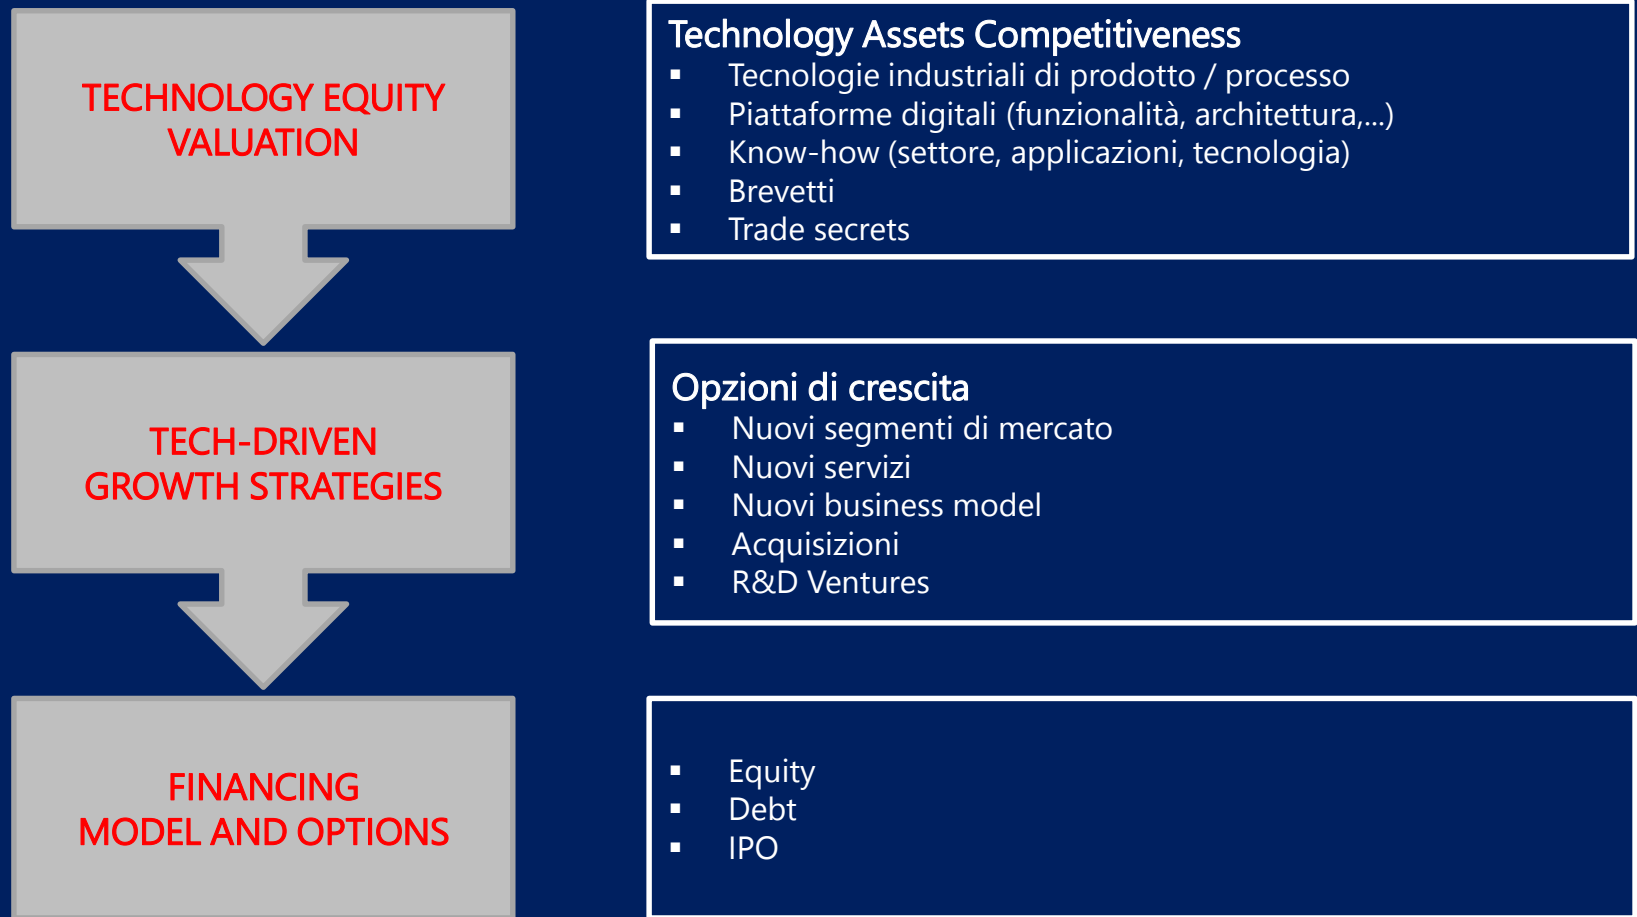 TECHNOLOGY EQUITY
VALUATION
Technology Assets Competitiveness
▪ Tecnologie industriali di prodotto / processo
▪ Piattaforme digitali (funzionalità, architettura,...)
▪ Know-how (settore, applicazioni, tecnologia)
▪ Brevetti
▪ Trade secrets
TECH-DRIVEN
GROWTH STRATEGIES
Opzioni di crescita
▪ Nuovi segmenti di mercato
▪ Nuovi servizi
▪ Nuovi business model
▪ Acquisizioni
▪ R&D Ventures
FINANCING
MODEL AND OPTIONS
▪ Equity
▪ Debt
▪ IPO